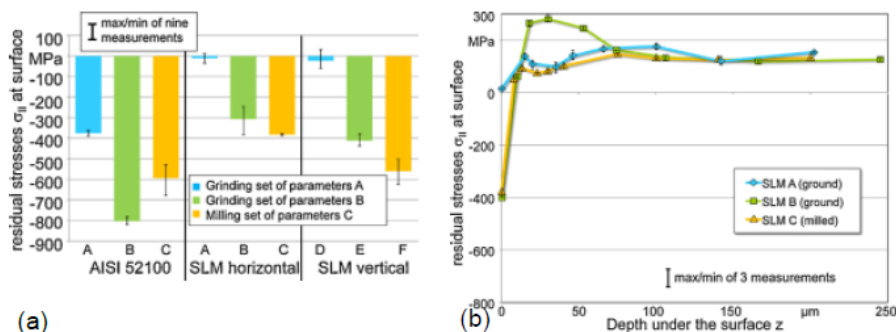 max/min of nine
measurements
100
MPa
-100
-200
-300
-400
-500
-600
-700
-800
-900
residual stresses σII at surface
Grinding set of parameters A
Grinding set of parameters B
Milling set of parameters C
A B C A B C D E F
AISI 52100 SLM horizontal SLM vertical
(a)
300
MPa
100
0
-200
-400
-600
-800
residual stresses σII at surface
SLM A (ground)
SLM B (ground)
SLM C (milled)
max/min of 3 measurements
0 50 100 150 µm 250
Depth under the surface z
(b)